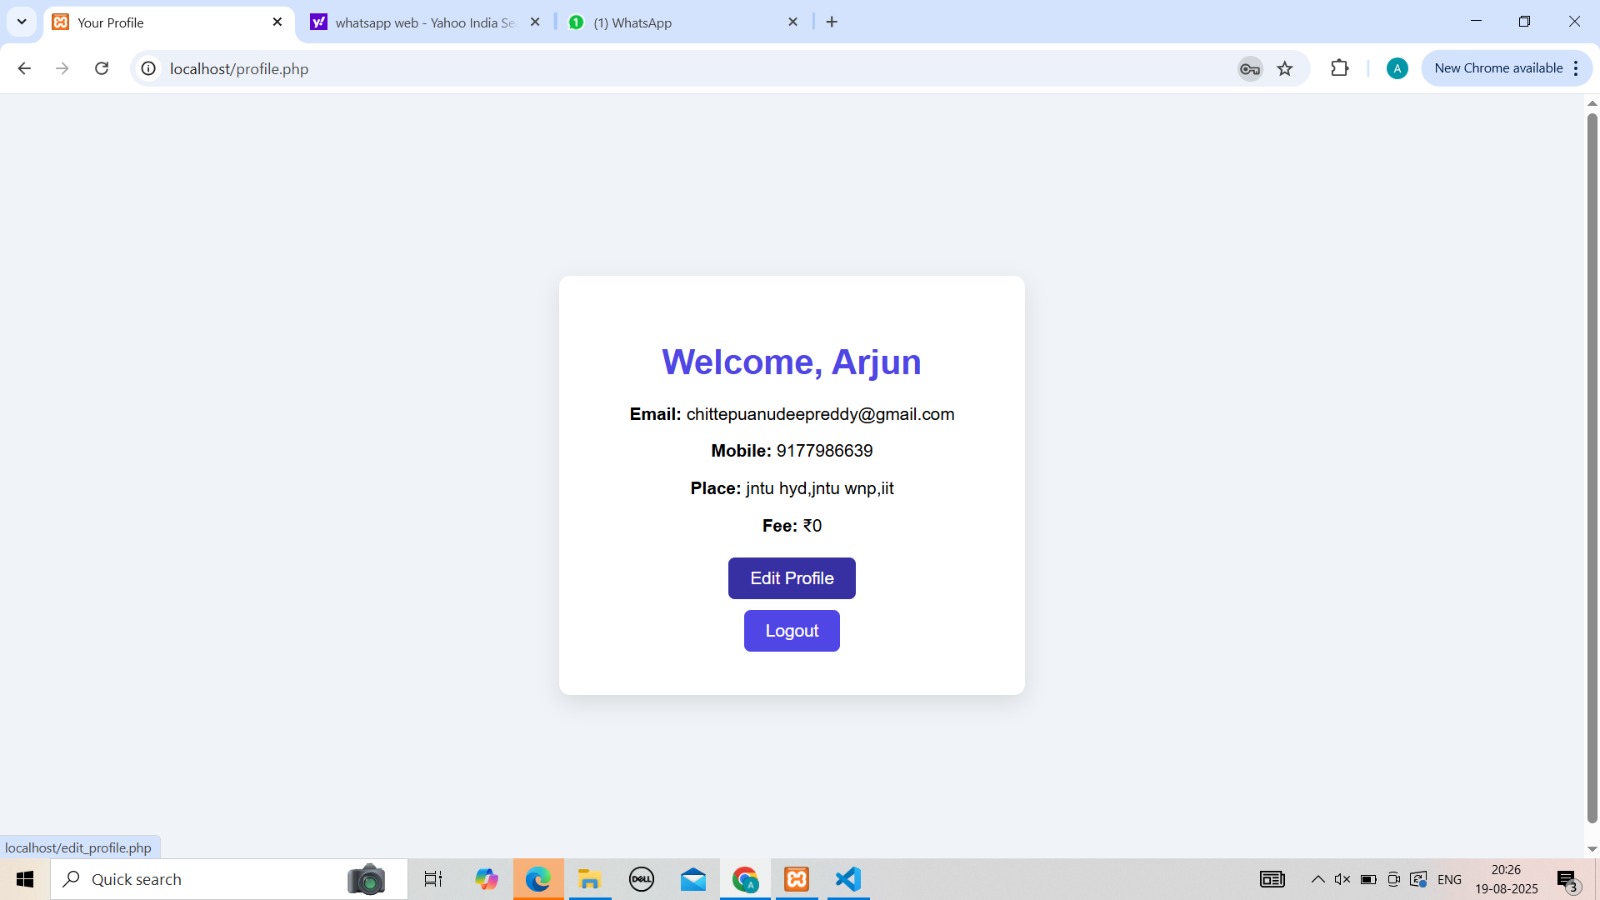 Your Profile
whatsapp web - Yahoo India Se
(1) WhatsApp
localhost/profile.php
A
New Chrome available
Welcome, Arjun
Email: chittepuanudeepreddy@gmail.com
Mobile: 9177986639
Place: jntu hyd,jntu wnp,iit
Fee: ₹0
Edit Profile
Logout
localhost/edit_profile.php
Quick search
DELL
ENG
20:26
19-08-2025
3